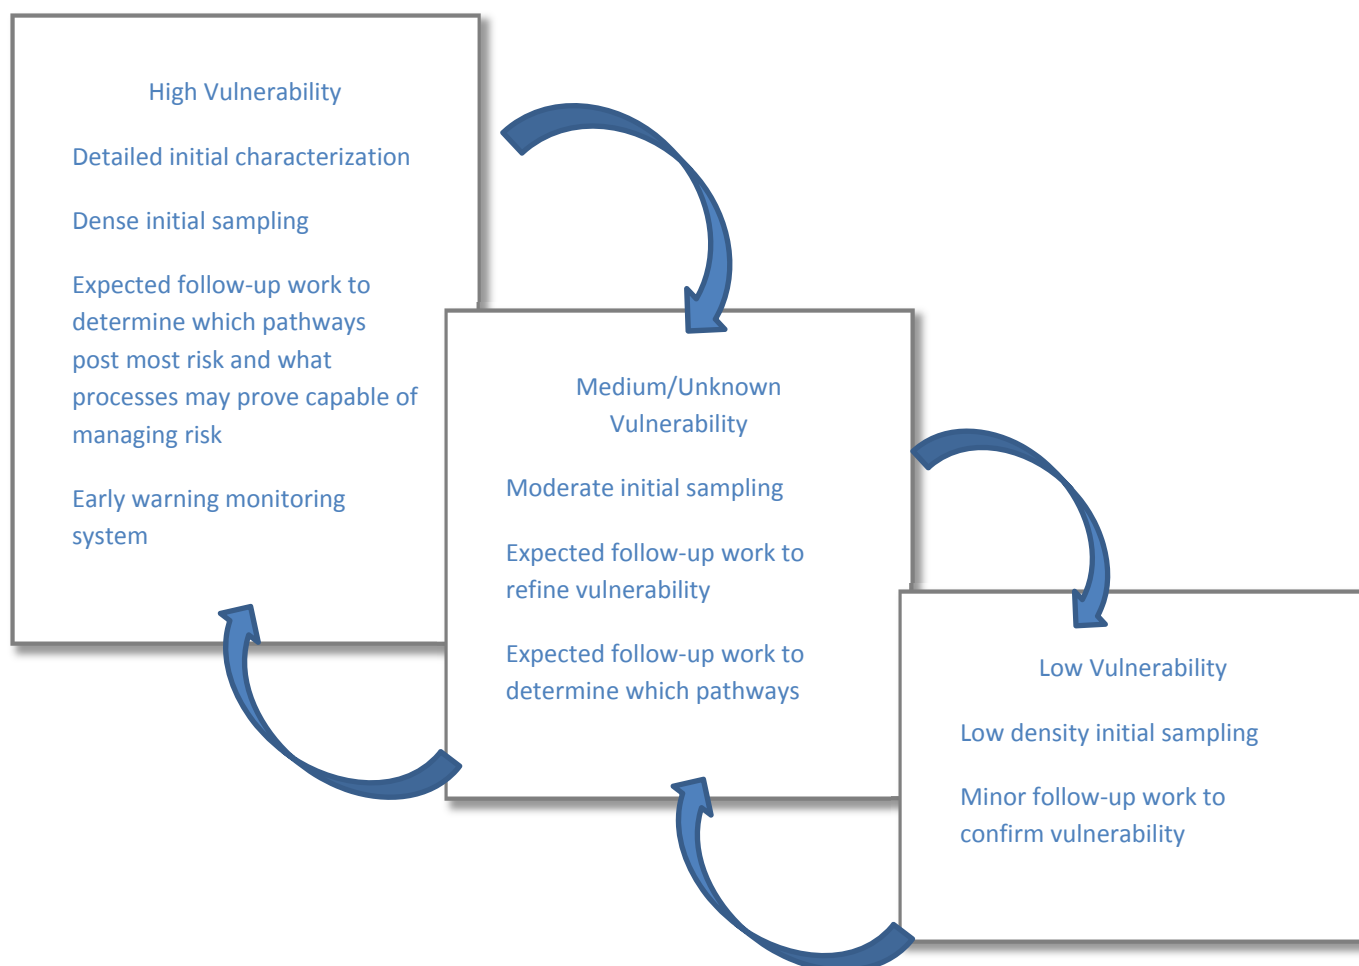 High Vulnerability
Detailed initial characterization
Dense initial sampling
Expected follow-up work to
determine which pathways
post most risk and what
processes may prove capable of
managing risk
Early warning monitoring
system
Medium/Unknown
Vulnerability
Moderate initial sampling
Expected follow-up work to
refine vulnerability
Expected follow-up work to
determine which pathways
Low Vulnerability
Low density initial sampling
Minor follow-up work to
confirm vulnerability